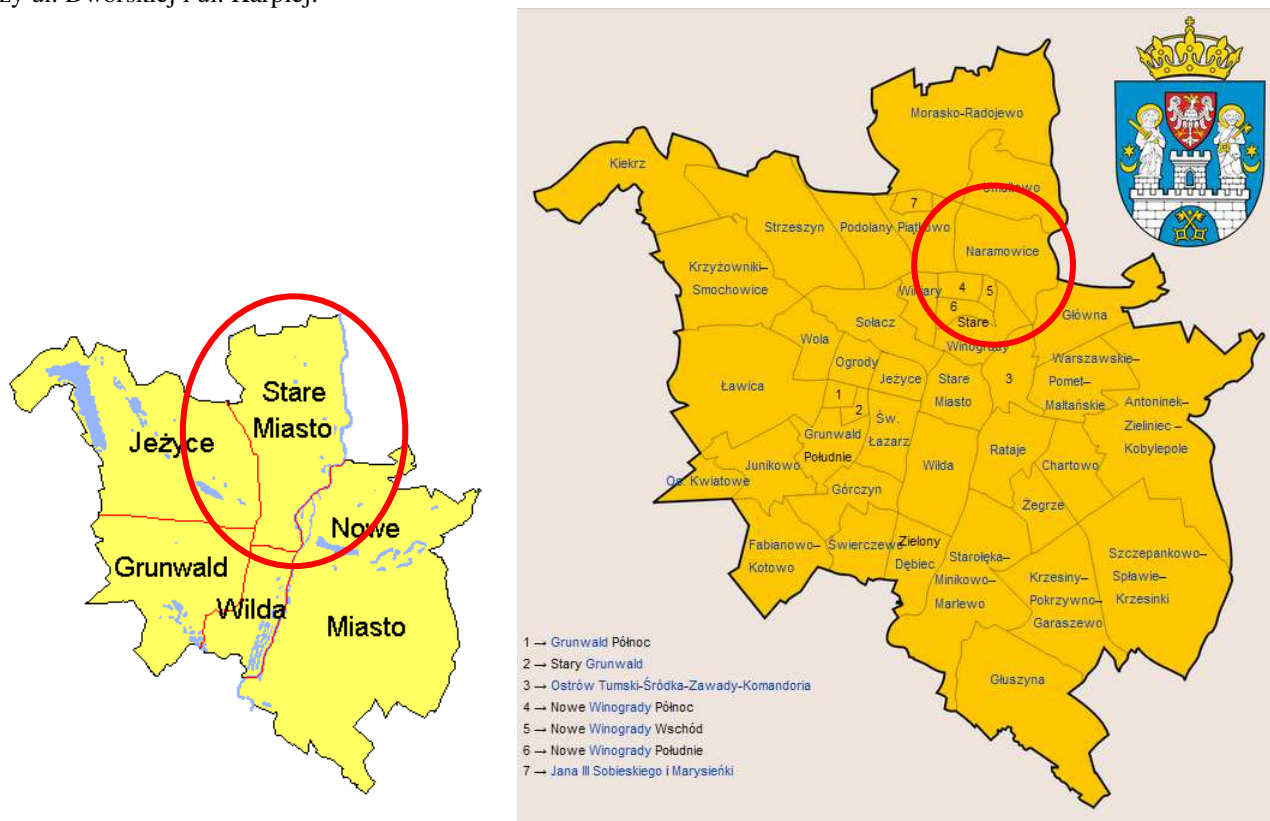 zy ul. Dworskiej i ul. Karpiej.
Stare
Miasto
Jeżyce
Nowe
Grunwald
Wilda
Miasto
Morasko-Radojewo
Kiekrz
7
Strzeszyn
Podolany
Piątkowo
Naramowice
Krzyżowniki–
Smochowice
4
5
6
Stare
Winogrady
Główna
Sołacz
Wola
Ogrody
Warszawskie–
Pomet–
Maltańskie
3
Ławica
Jeżyce
Stare
Miasto
Antoninek–
Zieliniec –
Kobylepole
1
2
Św.
Łazarz
Grunwald
Południe
Rataje
Junikowo
Wilda
Chartowo
Os. Kwiatowe
Górczyn
Żegrze
Fabianowo–
Kotowo
Świerczewo
Zielony
Dębiec
Starołęka–
Minikowo–
Marlewo
Krzesiny–
Pokrzywno–
Garaszewo
Szczepankowo–
Spławie–
Krzesinki
Głuszyna
1 → Grunwald Północ
2 → Stary Grunwald
3 → Ostrów Tumski-Śródka-Zawady-Komandoria
4 → Nowe Winogrady Północ
5 → Nowe Winogrady Wschód
6 → Nowe Winogrady Południe
7 → Jana III Sobieskiego i Marysieńki